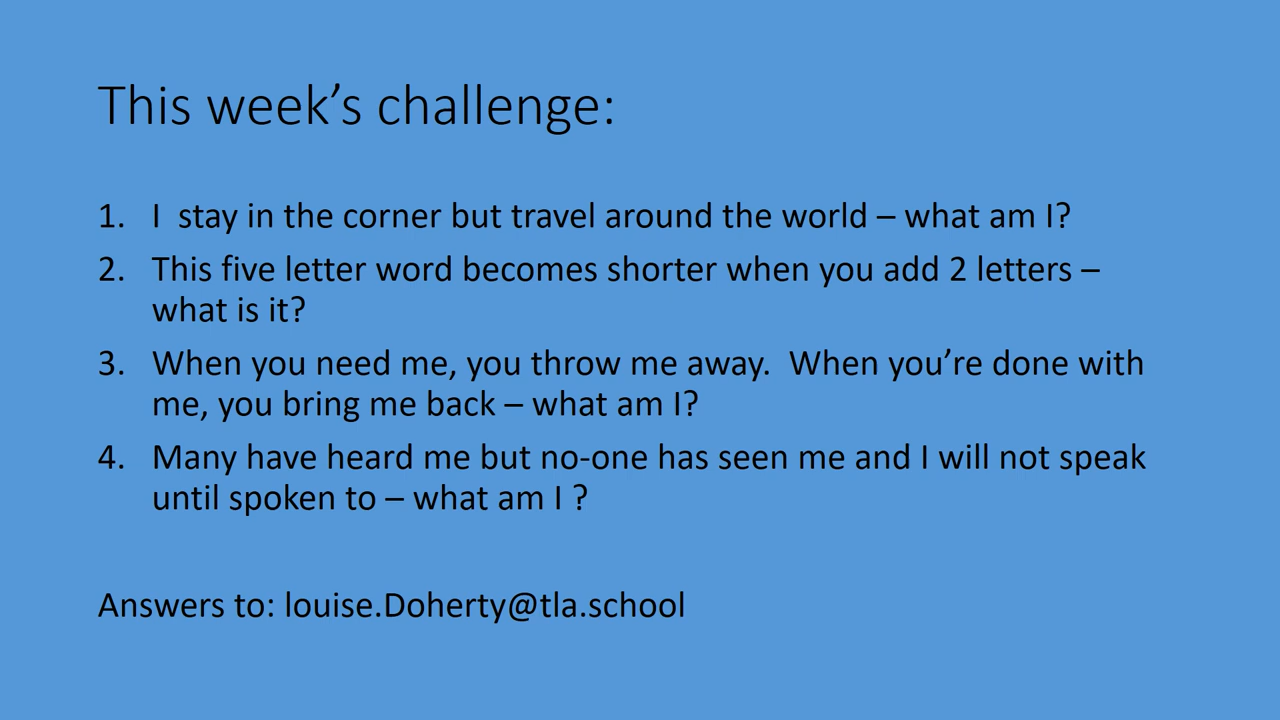 This week’s challenge:
1. I  stay in the corner but travel around the world – what am I?
2. This five letter word becomes shorter when you add 2 letters –
what is it?
3. When you need me, you throw me away.  When you’re done with
me, you bring me back – what am I?
4. Many have heard me but no-one has seen me and I will not speak
until spoken to – what am I ?
Answers to: louise.Doherty@tla.school